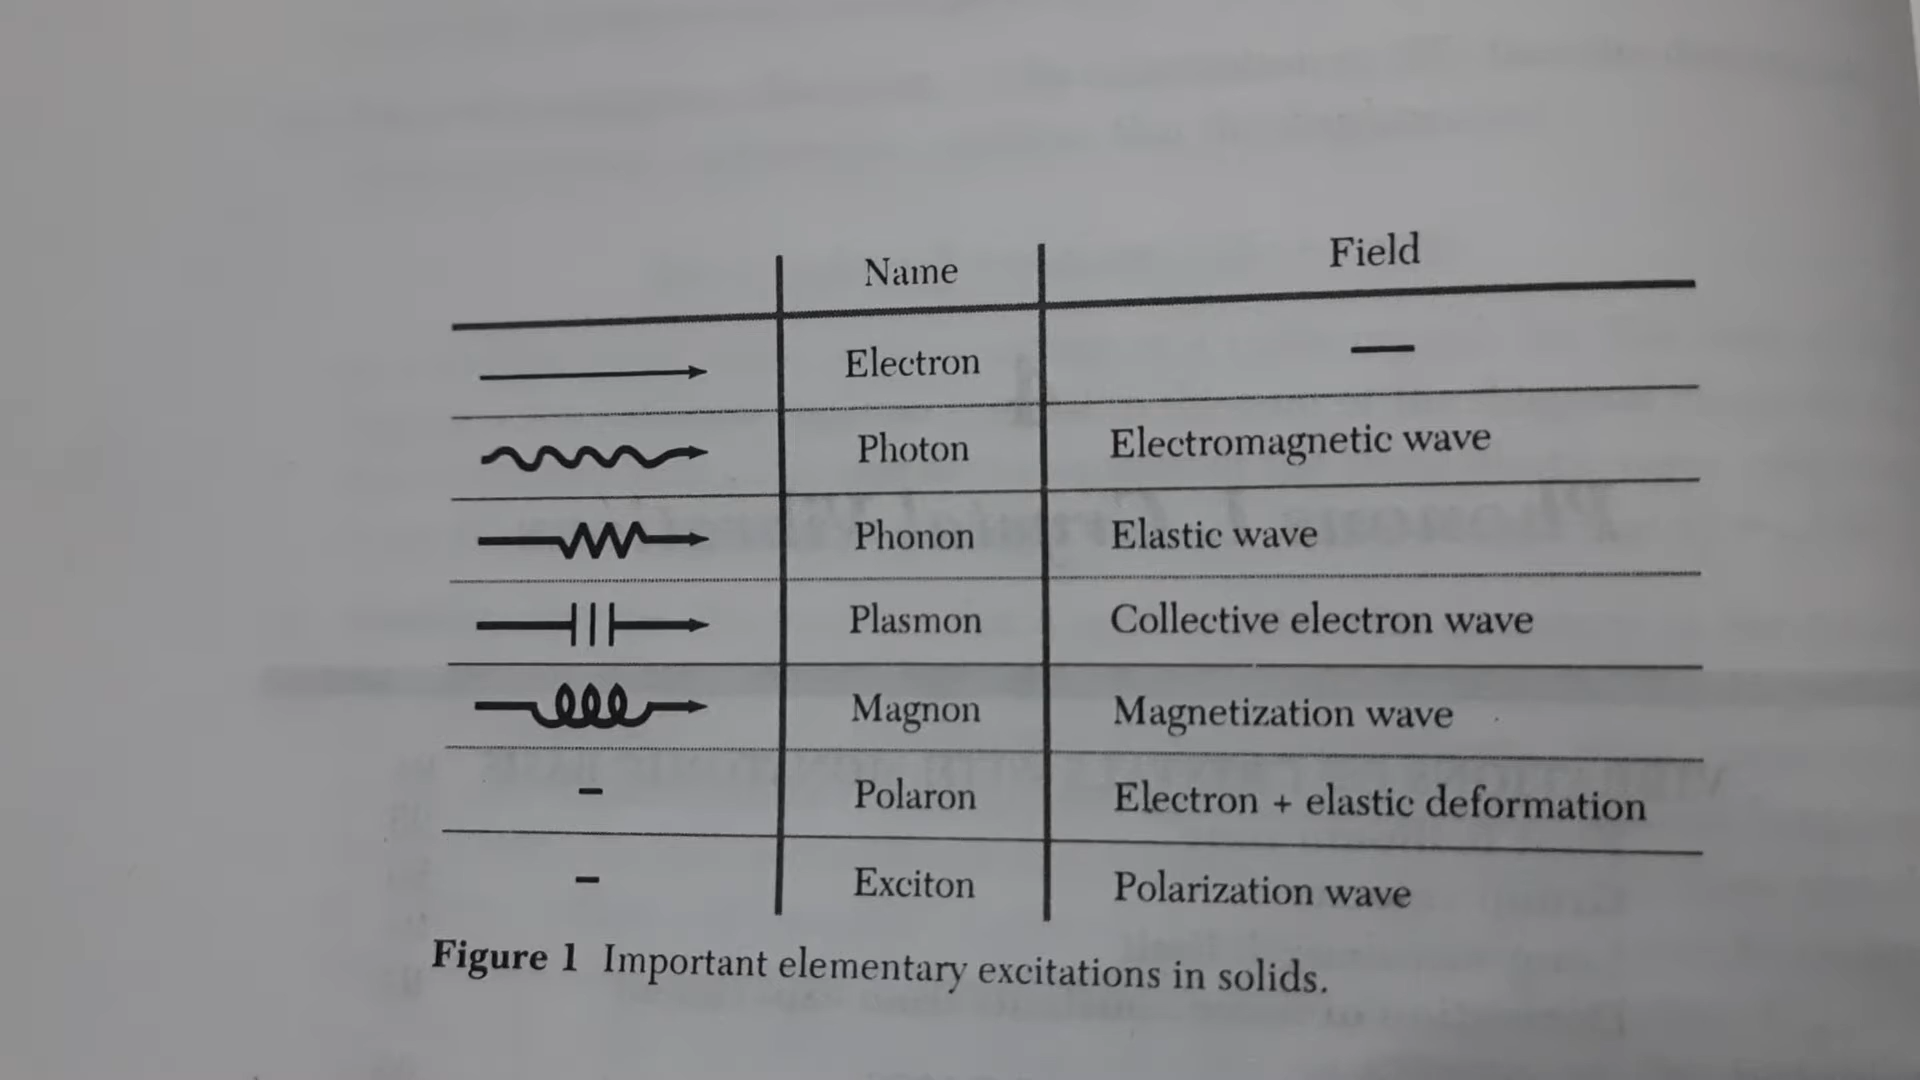 Name Field
Electron —
Photon Electromagnetic wave
Phonon Elastic wave
Plasmon Collective electron wave
Magnon Magnetization wave
– Polaron Electron + elastic deformation
– Exciton Polarization wave
Figure 1 Important elementary excitations in solids.